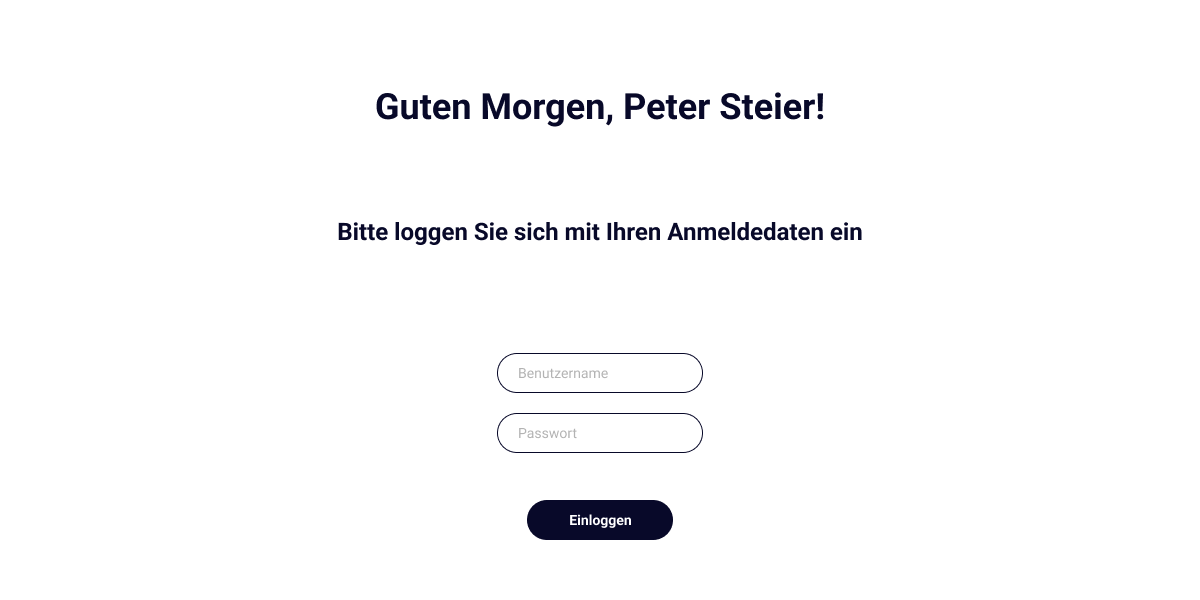 Guten Morgen, Peter Steier!
Bitte loggen Sie sich mit Ihren Anmeldedaten ein
Benutzername
Passwort
Einloggen